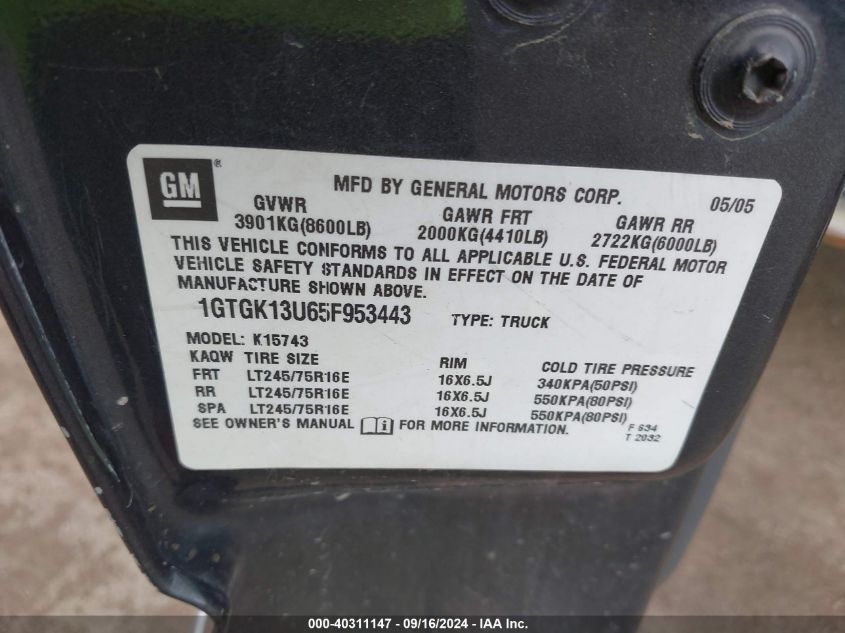 GM ®
MFD BY GENERAL MOTORS CORP. 05/05
GVWR GAWR FRT GAWR RR
3901KG(8600LB) 2000KG(4410LB) 2722KG(6000LB)
THIS VEHICLE CONFORMS TO ALL APPLICABLE U.S. FEDERAL MOTOR
VEHICLE SAFETY STANDARDS IN EFFECT ON THE DATE OF
MANUFACTURE SHOWN ABOVE.
1GTGK13U65F953443 TYPE: TRUCK
MODEL: K15743
KAQW TIRE SIZE RIM COLD TIRE PRESSURE
FRT LT245/75R16E 16X6.5J 340KPA(50PSI)
RR LT245/75R16E 16X6.5J 550KPA(80PSI)
SPA LT245/75R16E 16X6.5J 550KPA(80PSI)
SEE OWNER'S MANUAL FOR MORE INFORMATION.
F 634
T 2032
000-40311147 - 09/16/2024 - IAA Inc.